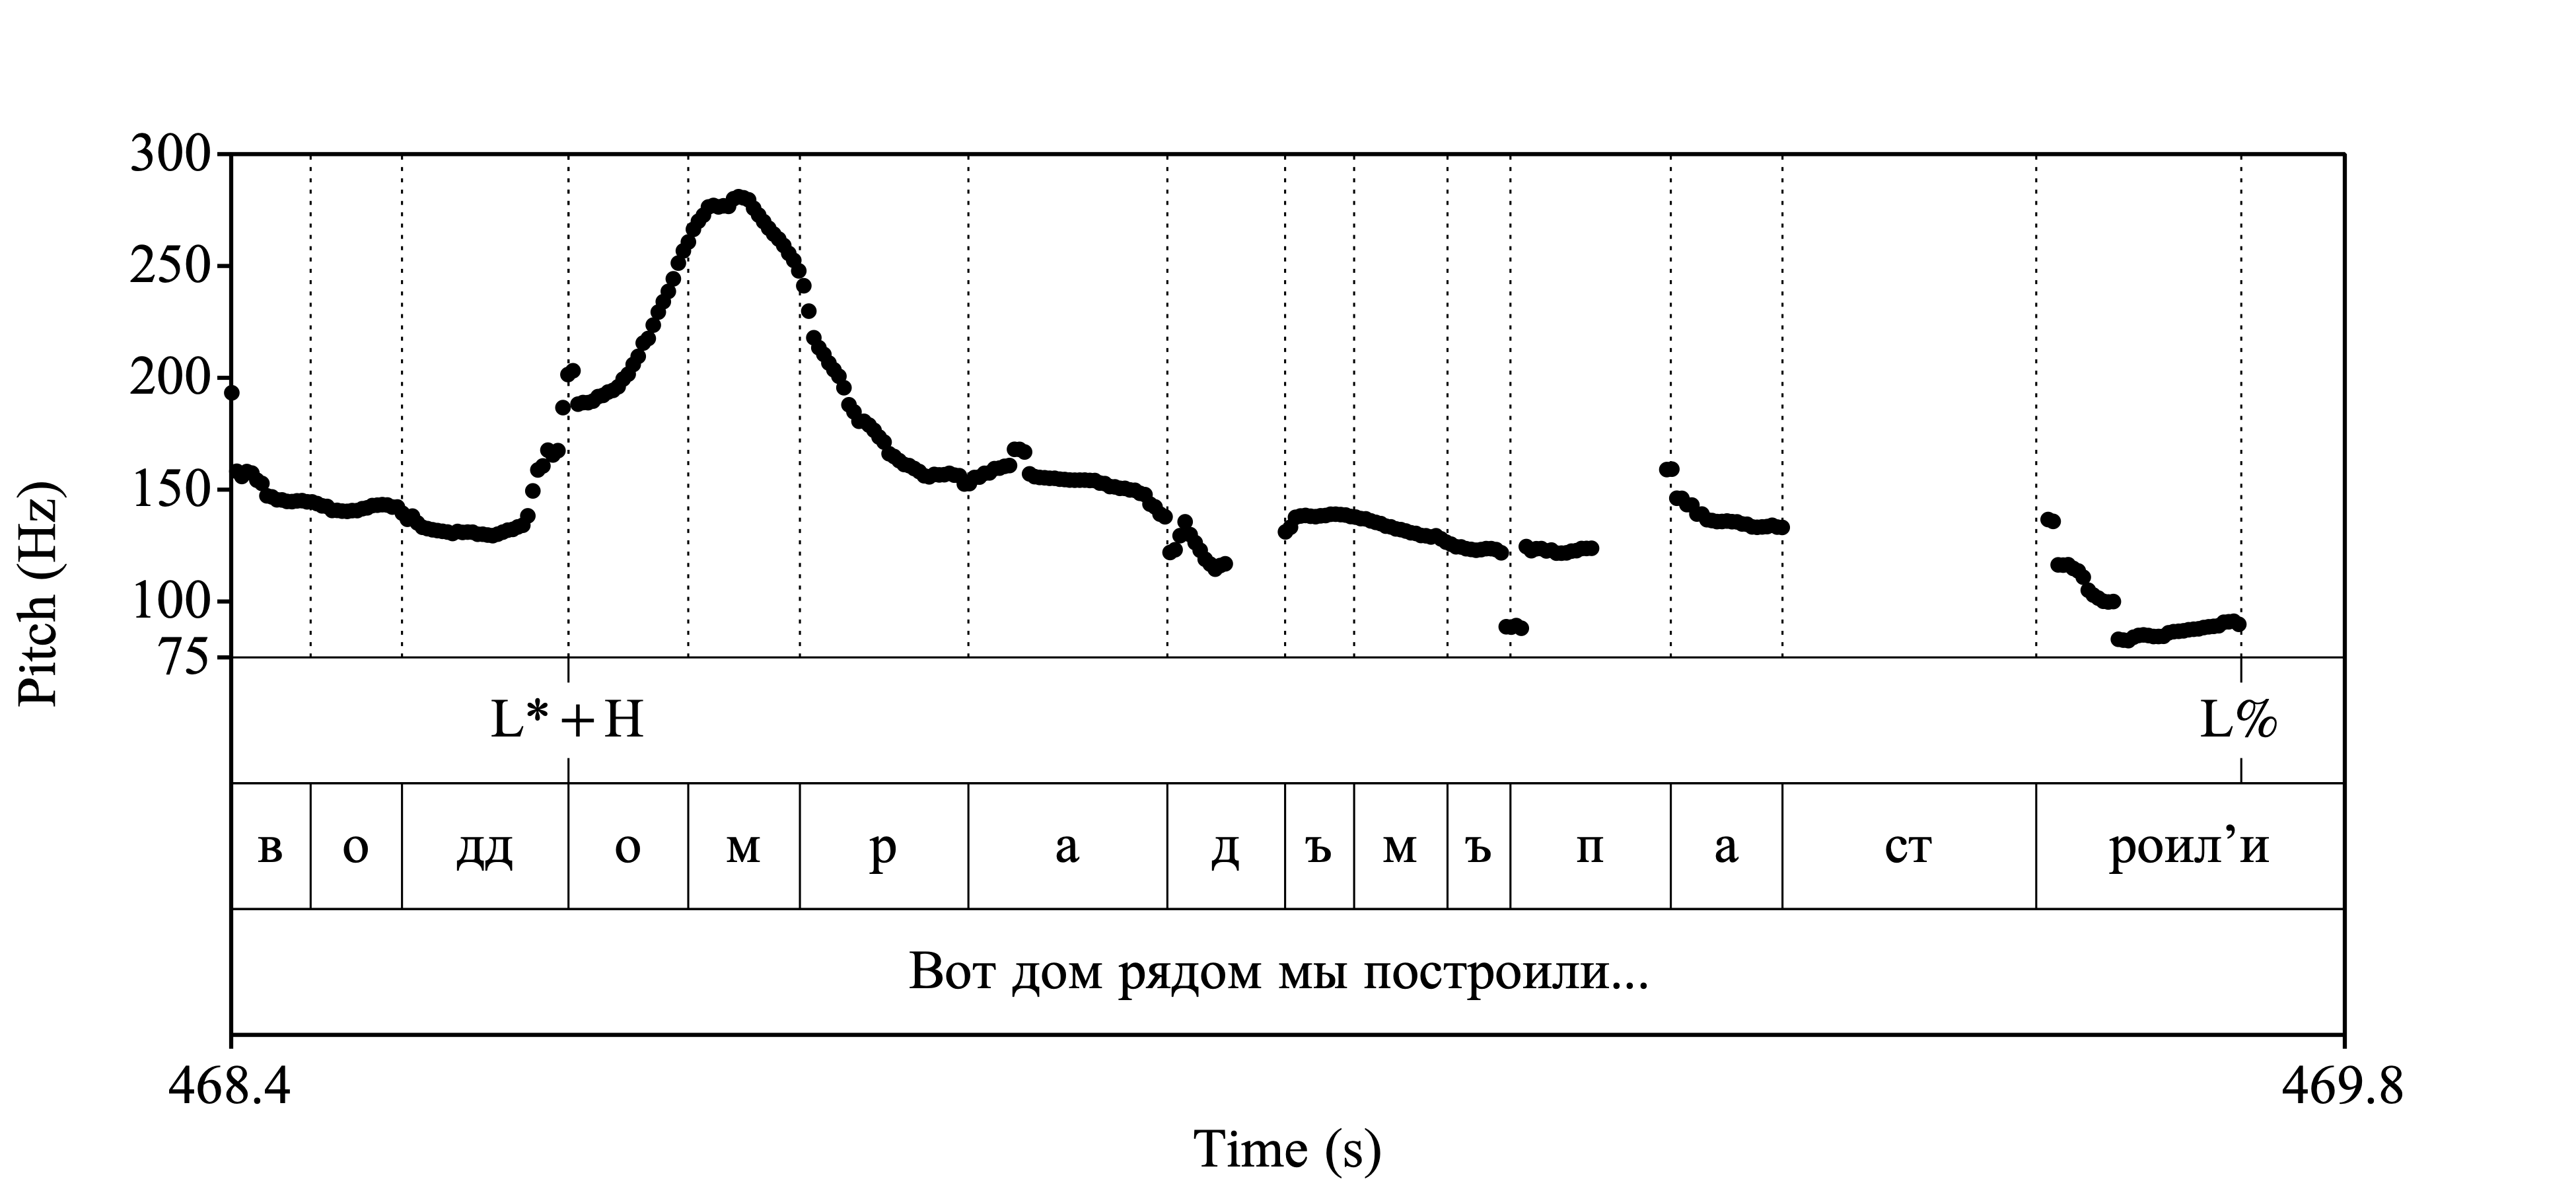 300
250
200
150
100
75
Pitch (Hz)
L* + H L%
в о дд о м р а д ъ м ъ п а ст роил’и
Вот дом рядом мы построили...
468.4 469.8
Time (s)